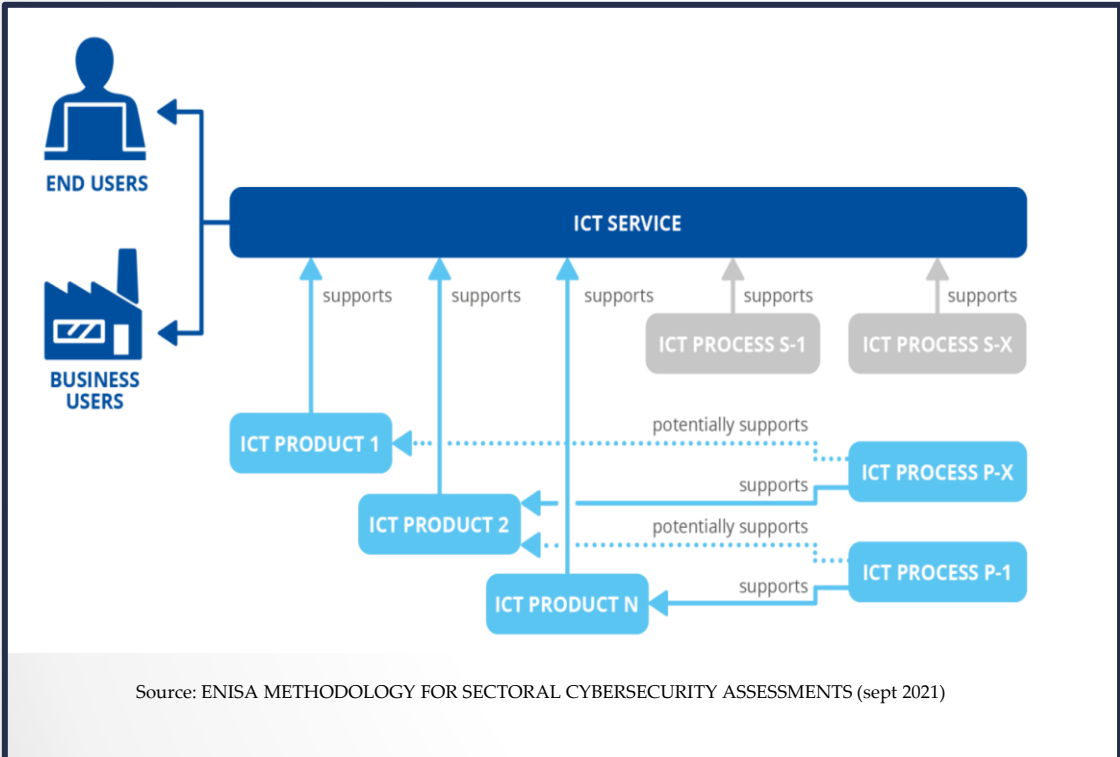 END USERS
ICT SERVICE
supports
supports
supports
supports
supports
ICT PROCESS S-1
ICT PROCESS S-X
BUSINESS
USERS
ICT PRODUCT 1
potentially supports
ICT PROCESS P-X
supports
ICT PRODUCT 2
potentially supports
ICT PROCESS P-1
supports
ICT PRODUCT N
Source: ENISA METHODOLOGY FOR SECTORAL CYBERSECURITY ASSESSMENTS (sept 2021)